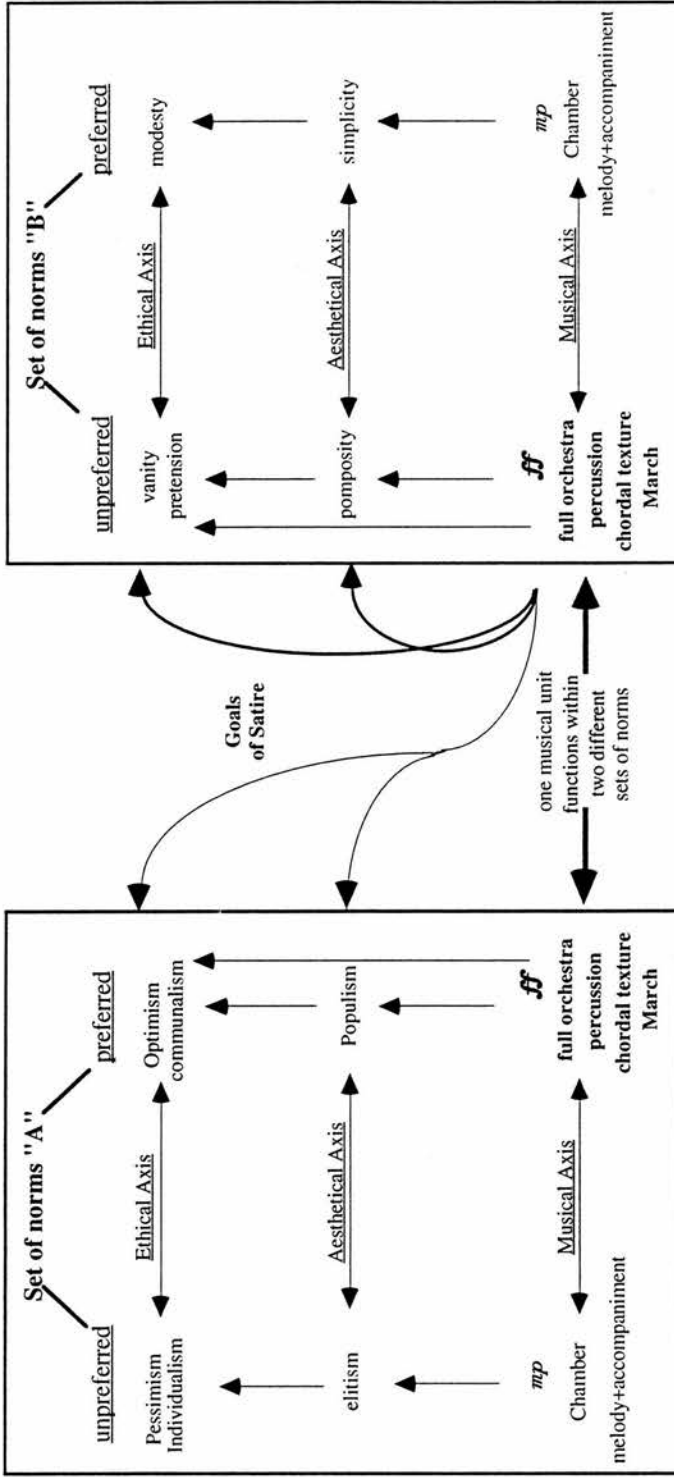 Set of norms "A"
unpreferred
preferred
Pessimism
Individualism
Ethical Axis
Optimism
communalism
elitism
Aesthetical Axis
Populism
mp
Chamber
melody+accompaniment
Musical Axis
ff
full orchestra
percussion
chordal texture
March
Goals
of Satire
one musical unit
functions within
two different
sets of norms
Set of norms "B"
unpreferred
preferred
vanity
pretension
Ethical Axis
modesty
pomposity
Aesthetical Axis
simplicity
ff
full orchestra
percussion
chordal texture
March
Musical Axis
mp
Chamber
melody+accompaniment